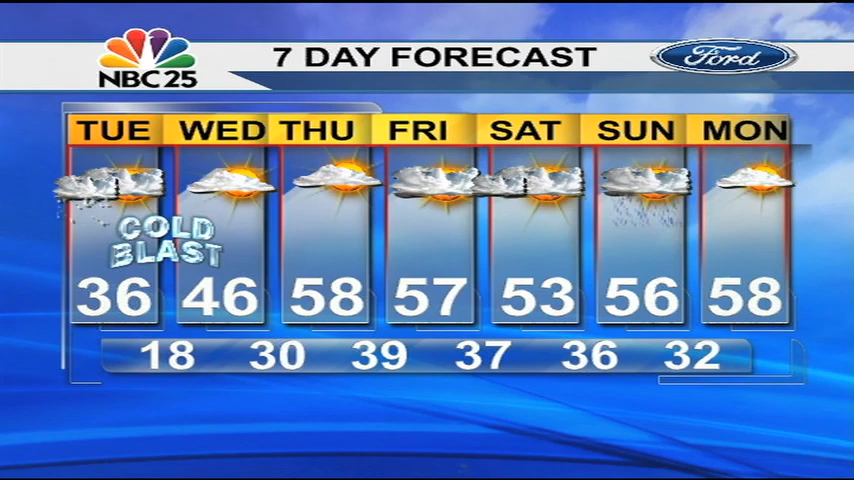 NBC25
7 DAY FORECAST
Ford
TUE WED THU FRI SAT SUN MON
COLD
BLAST
36 46 58 57 53 56 58
18 30 39 37 36 32